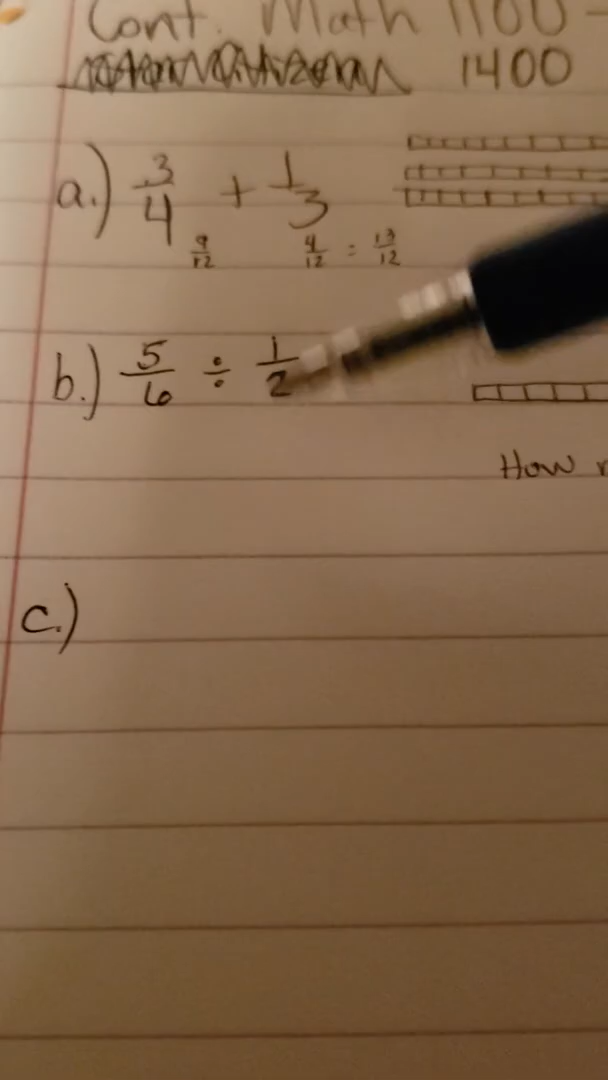 Cont. Math 1100 -
1400
a.) 3/4 + 1/3
9/12 4/12 = 13/12
b.) 5/6 ÷ 1/2
How
c.)